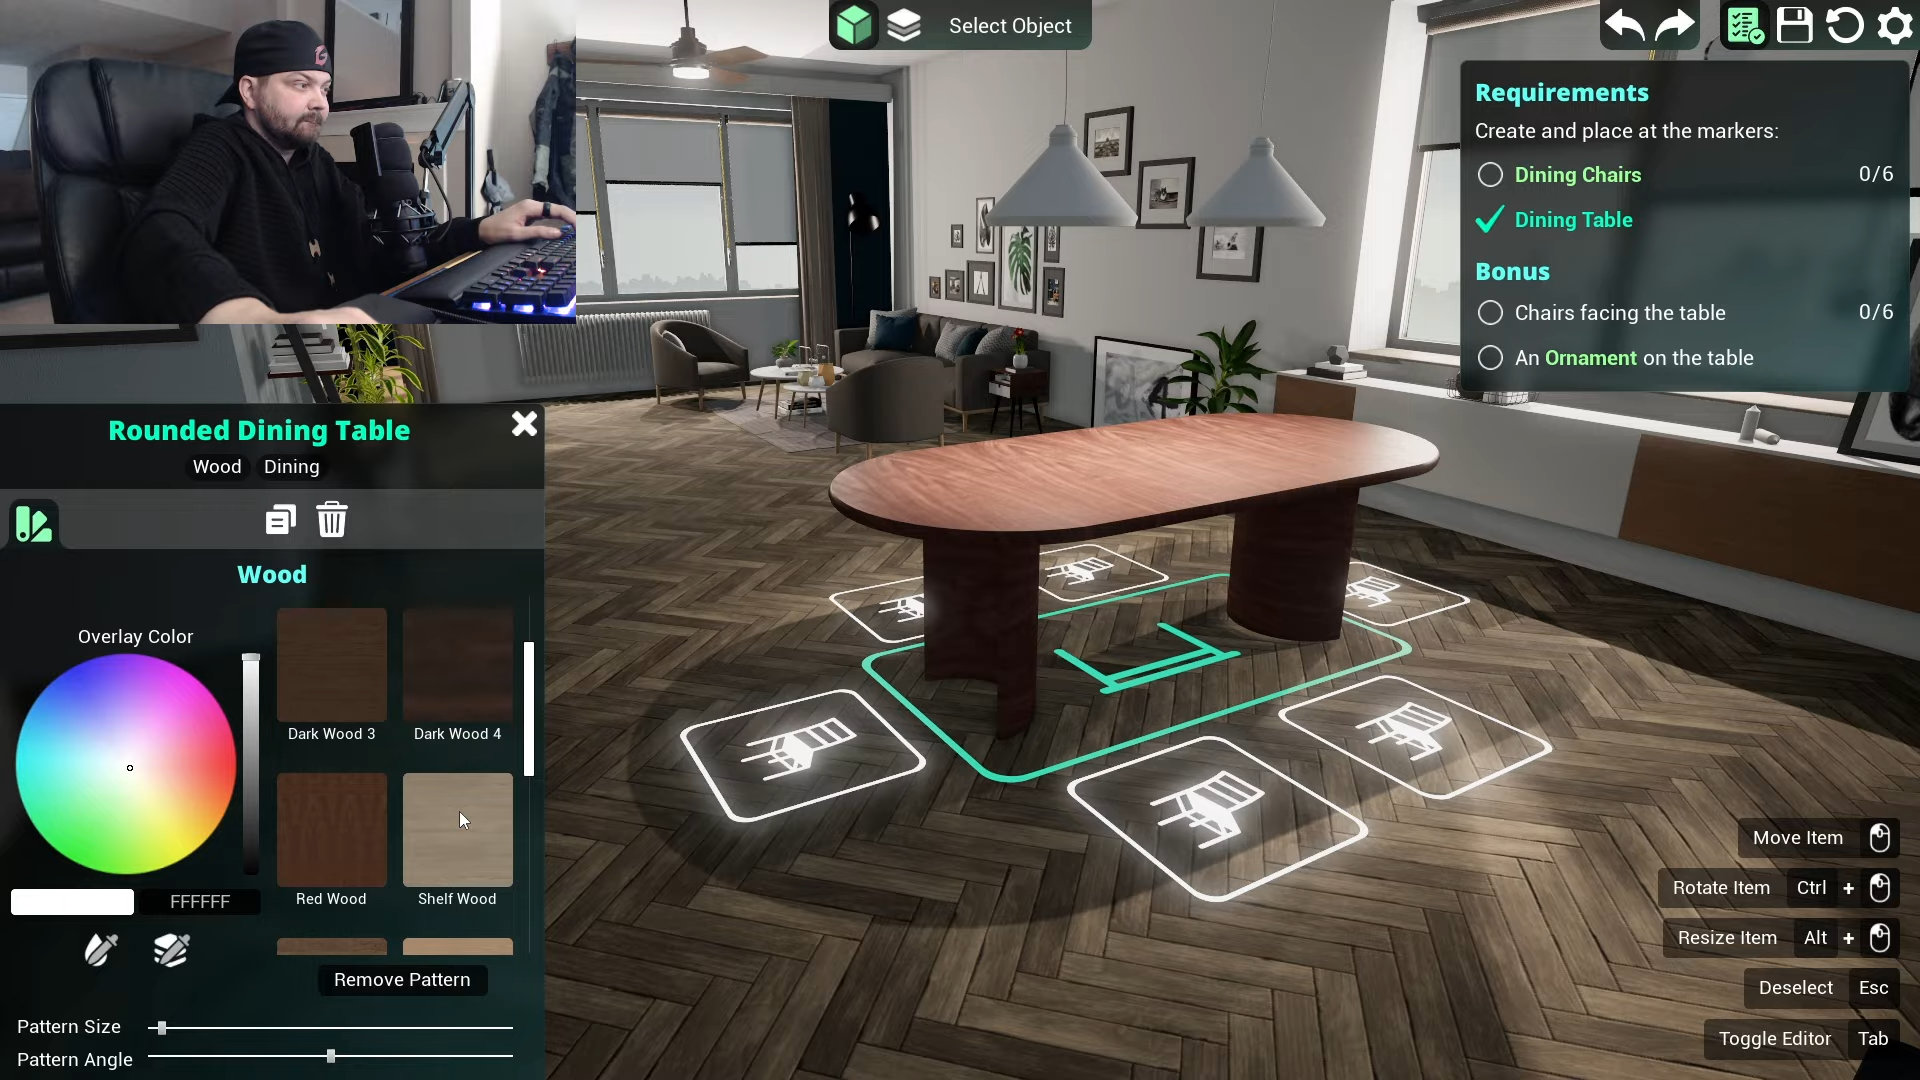 Select Object
Requirements
Create and place at the markers:
Dining Chairs 0/6
Dining Table
Bonus
Chairs facing the table 0/6
An Ornament on the table
Rounded Dining Table
Wood Dining
Wood
Overlay Color
Dark Wood 3 Dark Wood 4
Red Wood Shelf Wood
FFFFFF
Remove Pattern
Pattern Size
Pattern Angle
Move Item
Rotate Item Ctrl +
Resize Item Alt +
Deselect Esc
Toggle Editor Tab